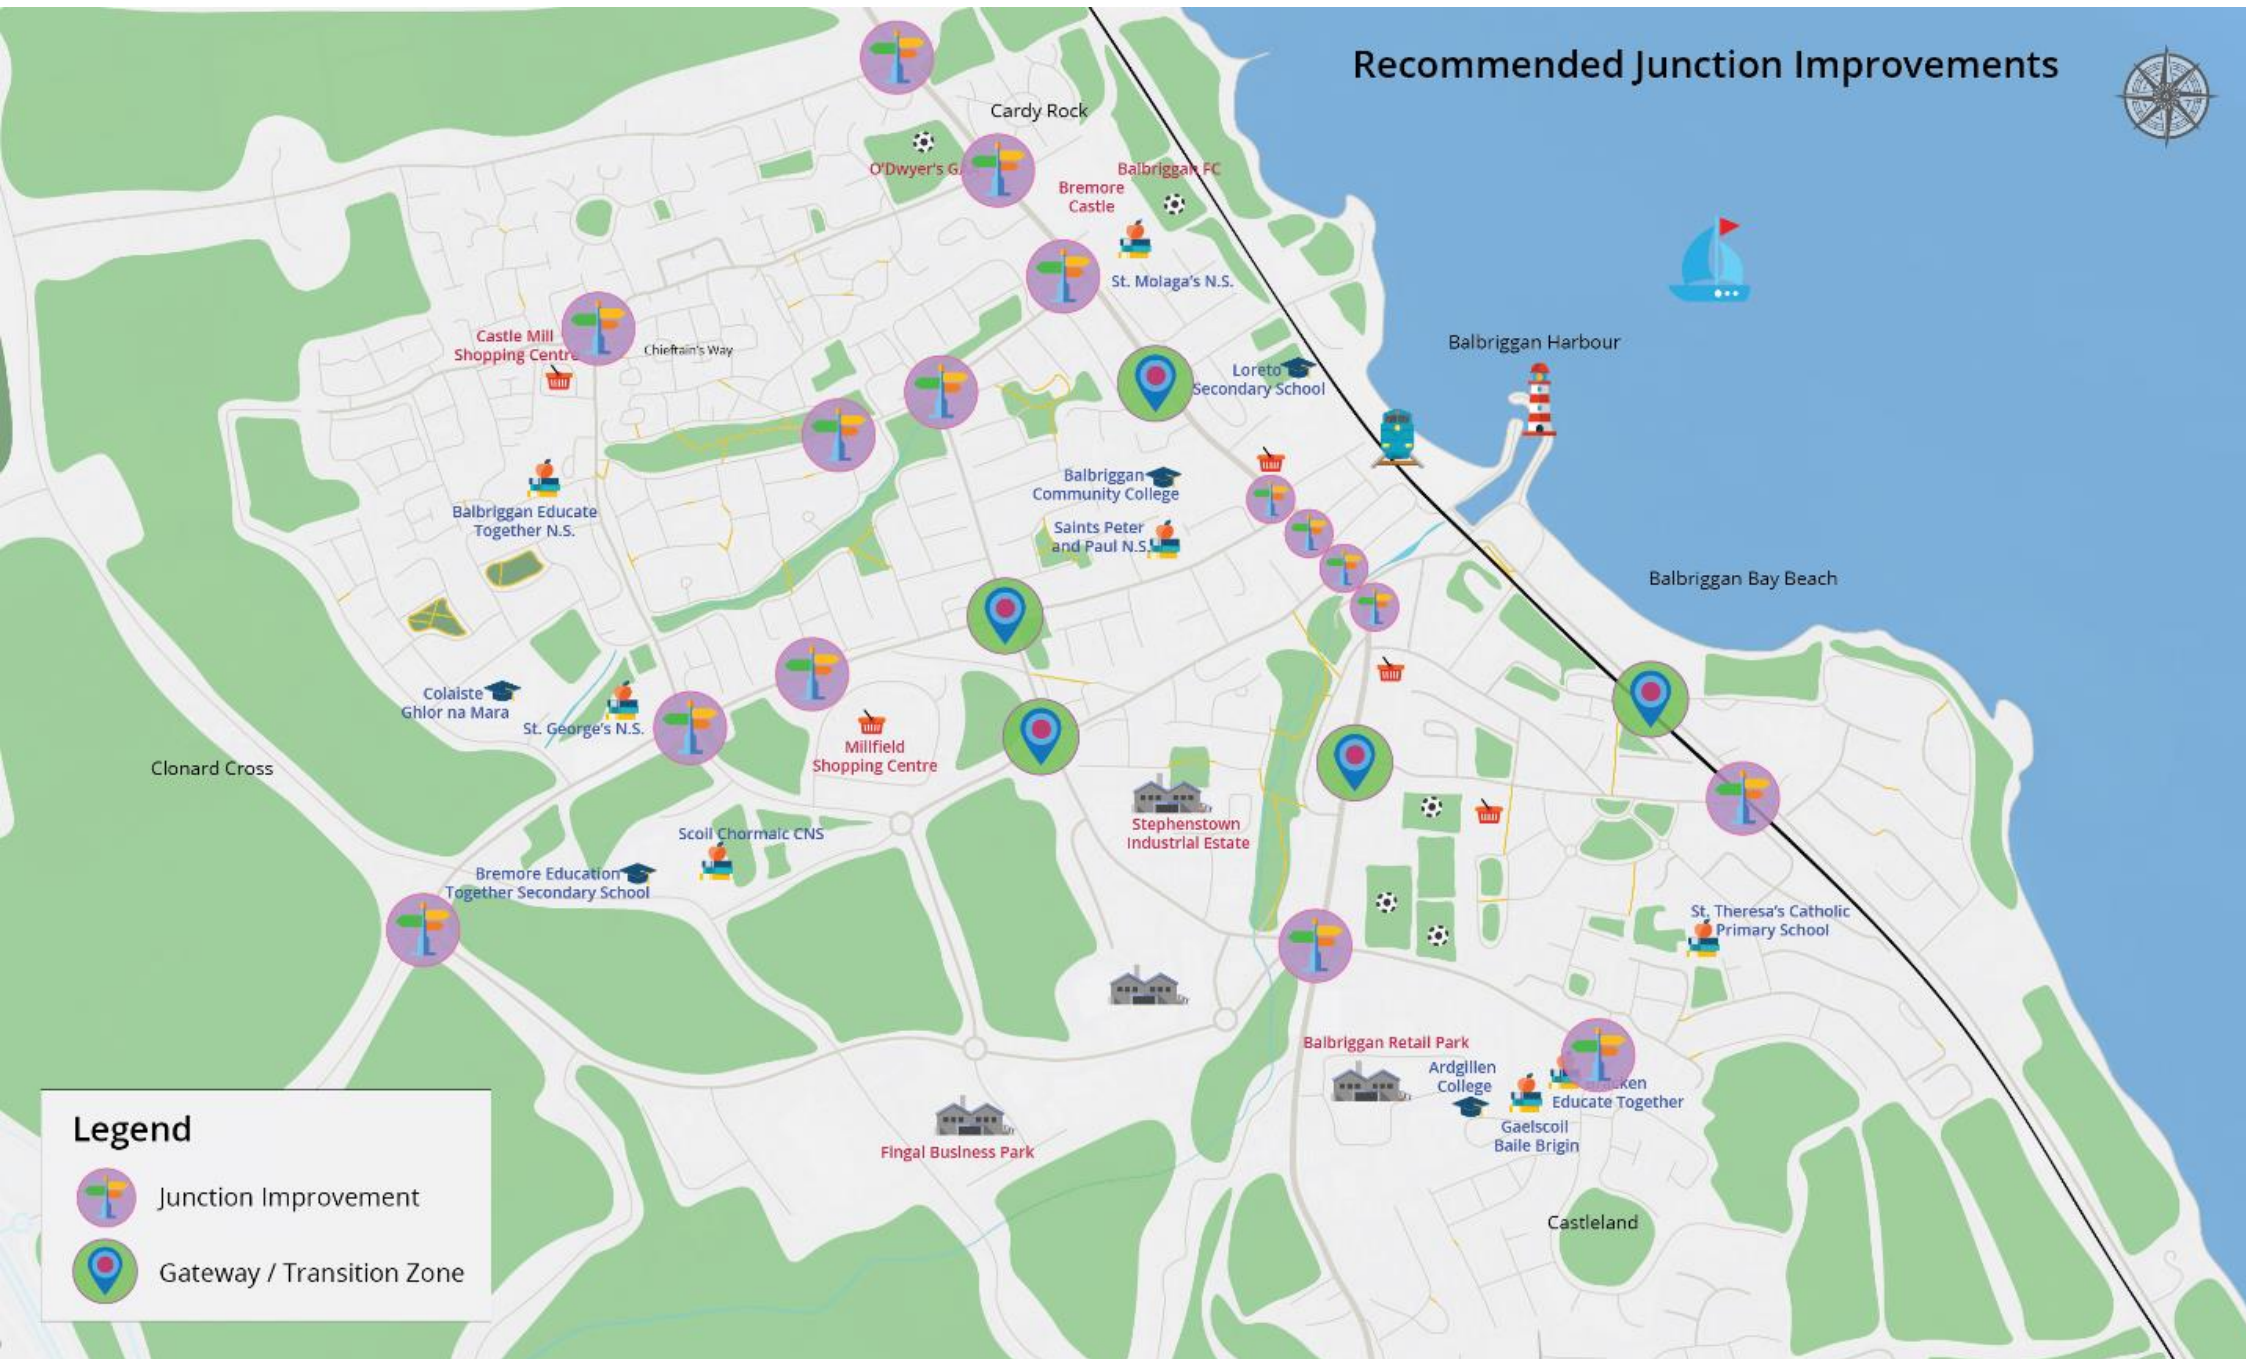 Recommended Junction Improvements
Cardy Rock
O'Dwyer's
Balbriggan FC
Bremore
Castle
St. Molaga's N.S.
Castle Mill
Shopping Centre
Chieftain's Way
Balbriggan Harbour
Loreto
Secondary School
Balbriggan
Community College
Balbriggan Educate
Together N.S.
Saints Peter
and Paul N.S.
Balbriggan Bay Beach
Colaiste
Ghlor na Mara
St. George's N.S.
Millfield
Shopping Centre
Clonard Cross
Stephenstown
Industrial Estate
Scoil Chormaic CNS
Bremore Education
Together Secondary School
St. Theresa's Catholic
Primary School
Balbriggan Retail Park
Ardgillen
College
Educate Together
Gaelscoil
Baile Brigin
Fingal Business Park
Castleland
Legend
Junction Improvement
Gateway / Transition Zone